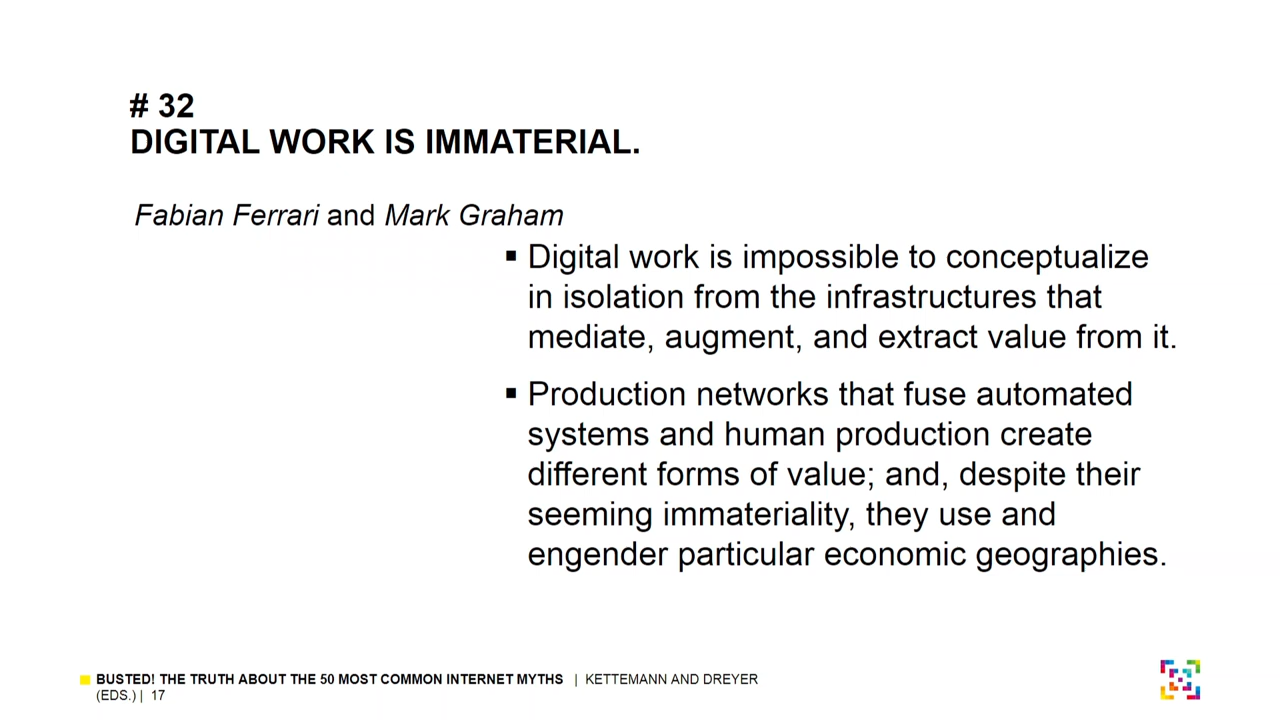 # 32
DIGITAL WORK IS IMMATERIAL.
Fabian Ferrari and Mark Graham
▪ Digital work is impossible to conceptualize
in isolation from the infrastructures that
mediate, augment, and extract value from it.
▪ Production networks that fuse automated
systems and human production create
different forms of value; and, despite their
seeming immateriality, they use and
engender particular economic geographies.
BUSTED! THE TRUTH ABOUT THE 50 MOST COMMON INTERNET MYTHS | KETTEMANN AND DREYER
(EDS.) | 17